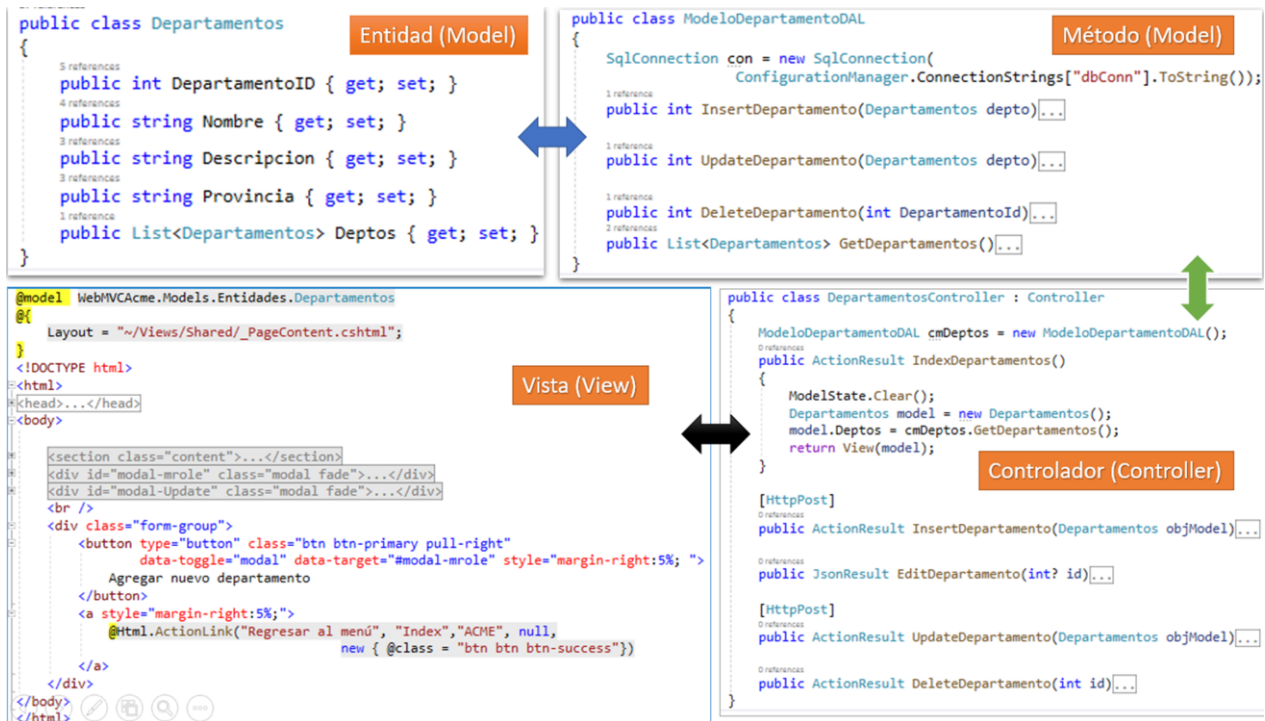 public class Departamentos
Entidad (Model)
{
5 references
public int DepartamentoID { get; set; }
4 references
public string Nombre { get; set; }
3 references
public string Descripcion { get; set; }
3 references
public string Provincia { get; set; }
1 reference
public List<Departamentos> Deptos { get; set; }
}
public class ModeloDepartamentoDAL
Método (Model)
{
SqlConnection con = new SqlConnection(
ConfigurationManager.ConnectionStrings["dbConn"].ToString());
1 reference
public int InsertDepartamento(Departamentos depto)...
1 reference
public int UpdateDepartamento(Departamentos depto)...
1 reference
public int DeleteDepartamento(int DepartamentoId)...
2 references
public List<Departamentos> GetDepartamentos()...
}
@model WebMVCAcme.Models.Entidades.Departamentos
@{
Layout = "~/Views/Shared/_PageContent.cshtml";
}
<!DOCTYPE html>
<html>
<head>...</head>
<body>
Vista (View)
<section class="content">...</section>
<div id="modal-mrole" class="modal fade">...</div>
<div id="modal-Update" class="modal fade">...</div>
<br />
<div class="form-group">
<button type="button" class="btn btn-primary pull-right"
data-toggle="modal" data-target="#modal-mrole" style="margin-right:5%; ">
Agregar nuevo departamento
</button>
<a style="margin-right:5%;">
@Html.ActionLink("Regresar al menú", "Index","ACME", null,
new { @class = "btn btn btn-success"})
</a>
</div>
</body>
</html>
public class DepartamentosController : Controller
{
ModeloDepartamentoDAL cmDeptos = new ModeloDepartamentoDAL();
0 references
public ActionResult IndexDepartamentos()
{
ModelState.Clear();
Departamentos model = new Departamentos();
model.Deptos = cmDeptos.GetDepartamentos();
return View(model);
}
Controlador (Controller)
[HttpPost]
0 references
public ActionResult InsertDepartamento(Departamentos objModel)...
0 references
public JsonResult EditDepartamento(int? id)...
[HttpPost]
0 references
public ActionResult UpdateDepartamento(Departamentos objModel)...
0 references
public ActionResult DeleteDepartamento(int id)...
}